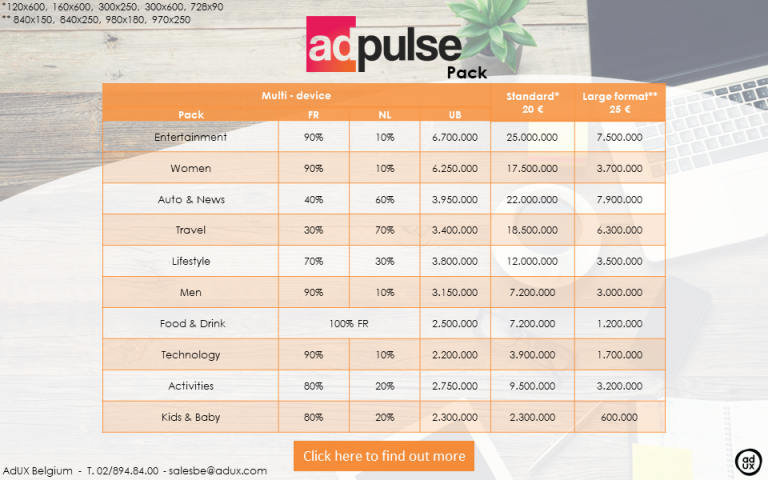 *120x600, 160x600, 300x250, 300x600, 728x90
** 840x150, 840x250, 980x180, 970x250
adpulse
Pack
Multi - device Standard* Large format**
20 € 25 €
Pack FR NL UB
Entertainment 90% 10% 6.700.000 25.000.000 7.500.000
Women 90% 10% 6.250.000 17.500.000 3.700.000
Auto & News 40% 60% 3.950.000 22.000.000 7.900.000
Travel 30% 70% 3.400.000 18.500.000 6.300.000
Lifestyle 70% 30% 3.800.000 12.000.000 3.500.000
Men 90% 10% 3.150.000 7.200.000 3.000.000
Food & Drink 100% FR 2.500.000 7.200.000 1.200.000
Technology 90% 10% 2.200.000 3.900.000 1.700.000
Activities 80% 20% 2.750.000 9.500.000 3.200.000
Kids & Baby 80% 20% 2.300.000 2.300.000 600.000
Click here to find out more
AdUX Belgium - T. 02/894.84.00 - salesbe@adux.com
ad
ux